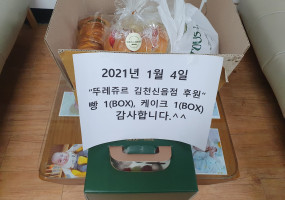 2021년 1월 4일
"뚜레쥬르 김천신음점 후원"
빵 1(BOX), 케이크 1(BOX)
감사합니다.^^